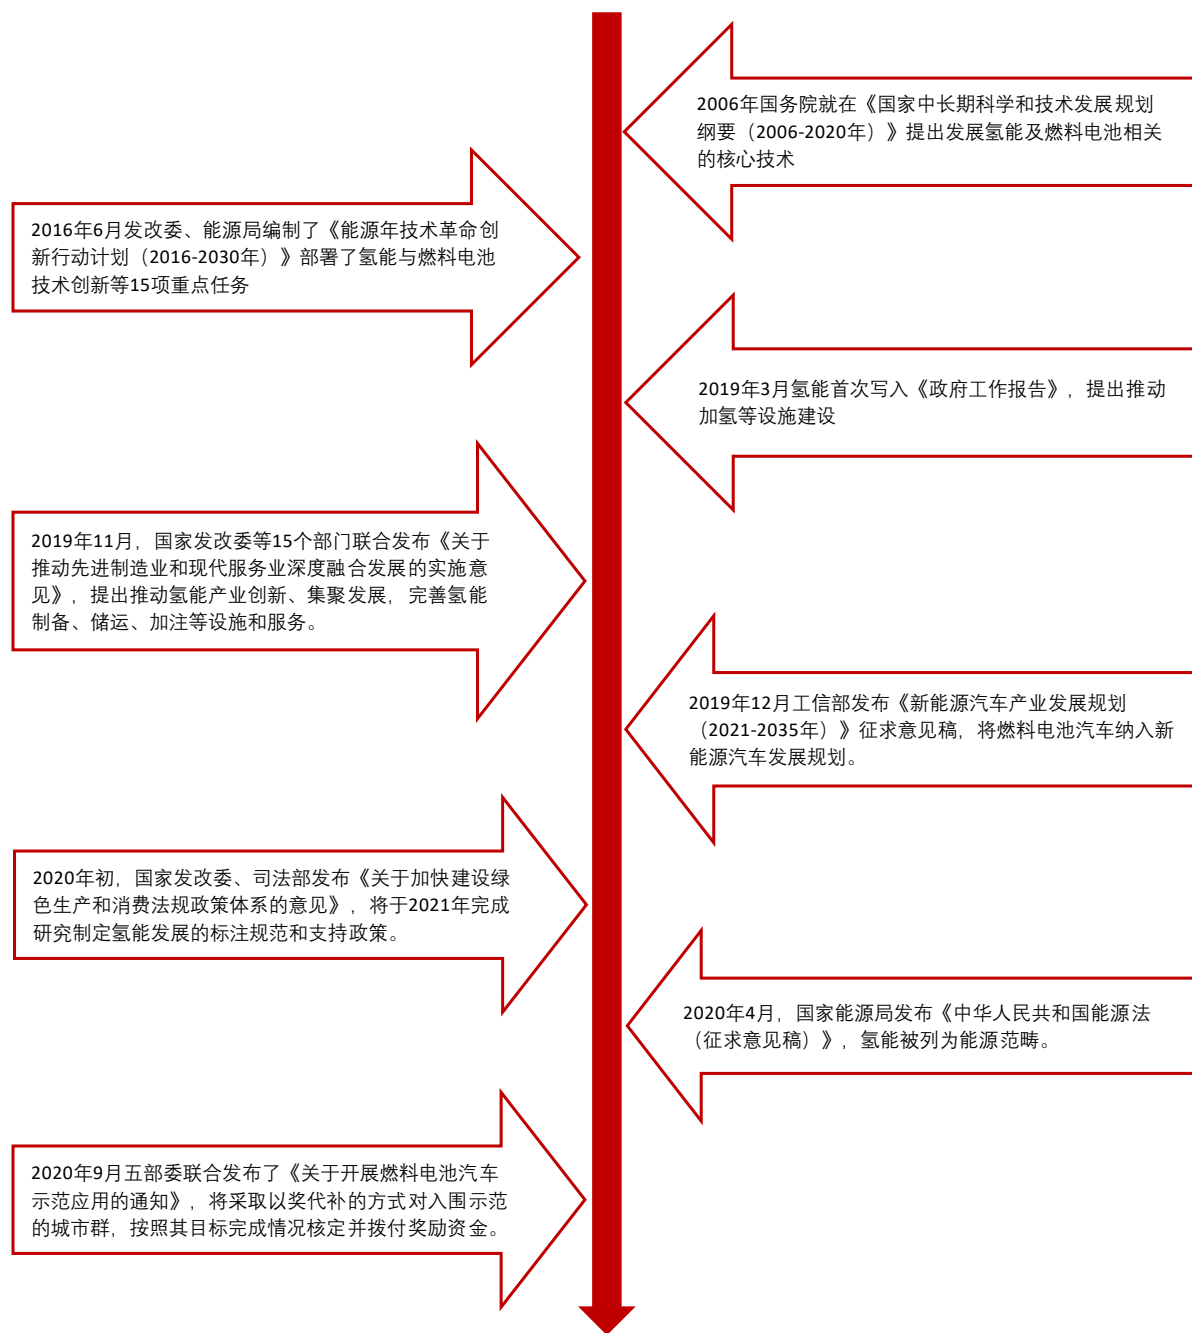 2006年国务院就在《国家中长期科学和技术发展规划
纲要（2006-2020年）》提出发展氢能及燃料电池相关
的核心技术
2016年6月发改委、能源局编制了《能源年技术革命创
新行动计划（2016-2030年）》部署了氢能与燃料电池
技术创新等15项重点任务
2019年3月氢能首次写入《政府工作报告》，提出推动
加氢等设施建设
2019年11月，国家发改委等15个部门联合发布《关于
推动先进制造业和现代服务业深度融合发展的实施意
见》，提出推动氢能产业创新、集聚发展，完善氢能
制备、储运、加注等设施和服务。
2019年12月工信部发布《新能源汽车产业发展规划
（2021-2035年）》征求意见稿，将燃料电池汽车纳入新
能源汽车发展规划。
2020年初，国家发改委、司法部发布《关于加快建设绿
色生产和消费法规政策体系的意见》，将于2021年完成
研究制定氢能发展的标注规范和支持政策。
2020年4月，国家能源局发布《中华人民共和国能源法
（征求意见稿）》，氢能被列为能源范畴。
2020年9月五部委联合发布了《关于开展燃料电池汽车
示范应用的通知》，将采取以奖代补的方式对入围示范
的城市群，按照其目标完成情况核定并拨付奖励资金。